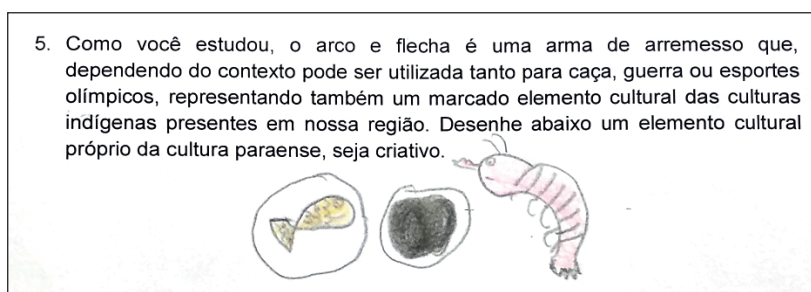 5. Como você estudou, o arco e flecha é uma arma de arremesso que,
dependendo do contexto pode ser utilizada tanto para caça, guerra ou esportes
olímpicos, representando também um marcado elemento cultural das culturas
indígenas presentes em nossa região. Desenhe abaixo um elemento cultural
próprio da cultura paraense, seja criativo.